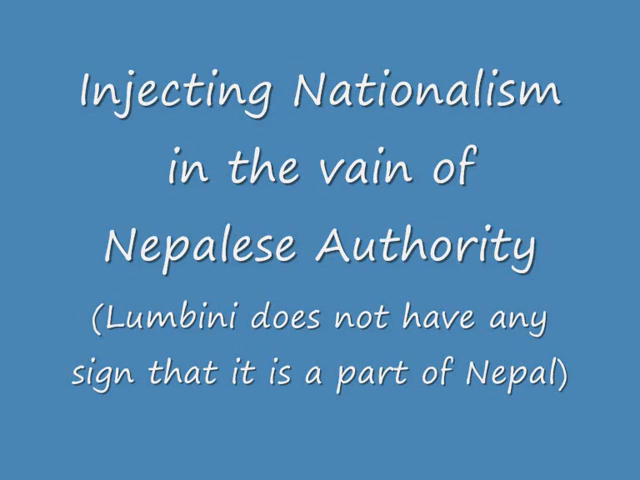 Injecting Nationalism
in the vain of
Nepalese Authority
(Lumbini does not have any
sign that it is a part of Nepal)